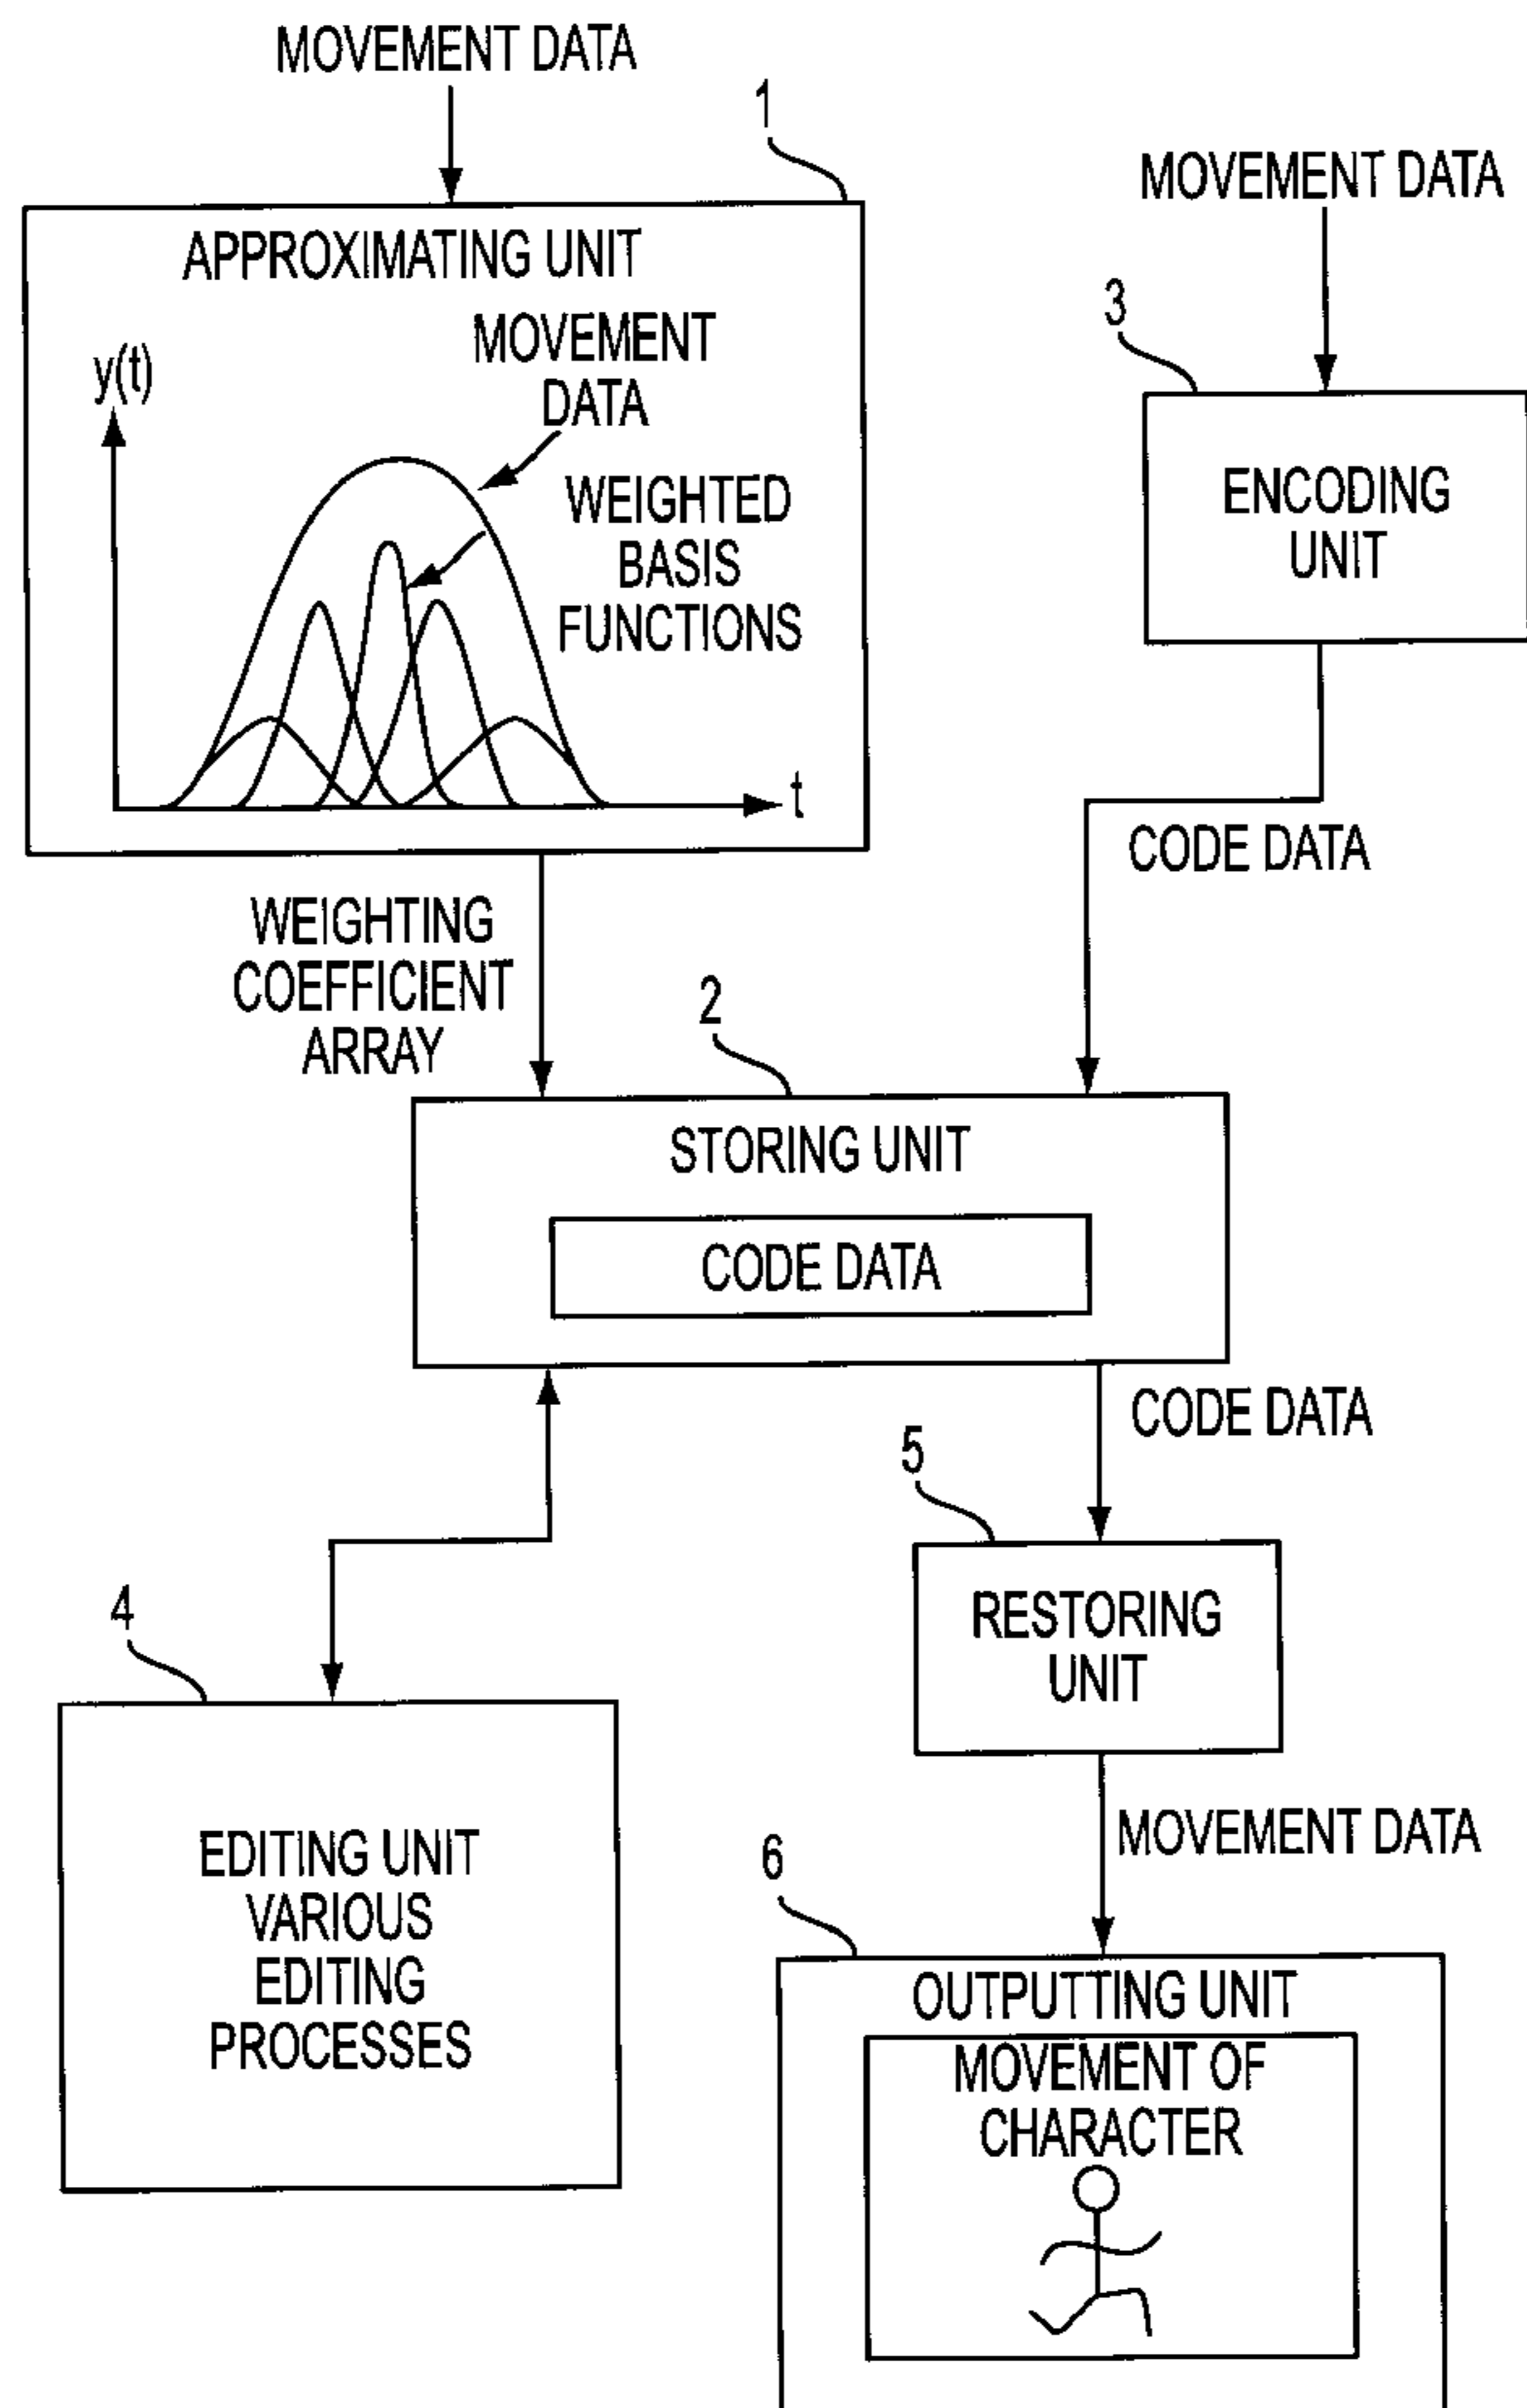 MOVEMENT DATA
1
MOVEMENT DATA
APPROXIMATING UNIT
3
MOVEMENT
DATA
y(t)
WEIGHTED
BASIS
FUNCTIONS
ENCODING
UNIT
t
CODE DATA
WEIGHTING
COEFFICIENT
ARRAY
2
STORING UNIT
CODE DATA
CODE DATA
5
4
RESTORING
UNIT
EDITING UNIT
VARIOUS
EDITING
PROCESSES
MOVEMENT DATA
6
OUTPUTTING UNIT
MOVEMENT OF
CHARACTER